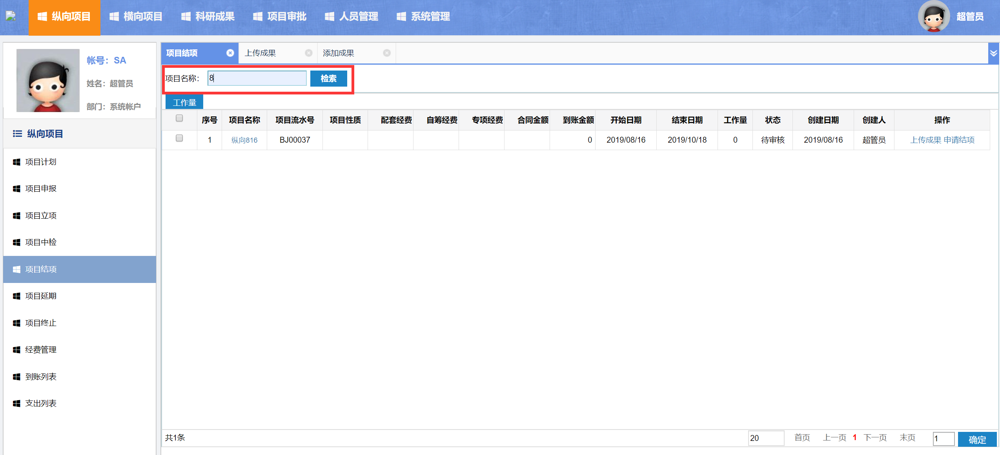 纵向项目 横向项目 科研成果 项目审批 人员管理 系统管理 超管员
帐号：SA
姓名：超管员
部门：系统帐户
纵向项目
项目计划
项目申报
项目立项
项目中检
项目结项
项目延期
项目终止
经费管理
到账列表
支出列表
项目结项 上传成果 添加成果
项目名称： 8 检索
工作量
序号 项目名称 项目流水号 项目性质 配套经费 自筹经费 专项经费 合同金额 到账金额 开始日期 结束日期 工作量 状态 创建日期 创建人 操作
1 纵向816 BJ00037 0 2019/08/16 2019/10/18 0 待审核 2019/08/16 超管员 上传成果 申请结项
共1条 20 首页 上一页 1 下一页 末页 1 确定